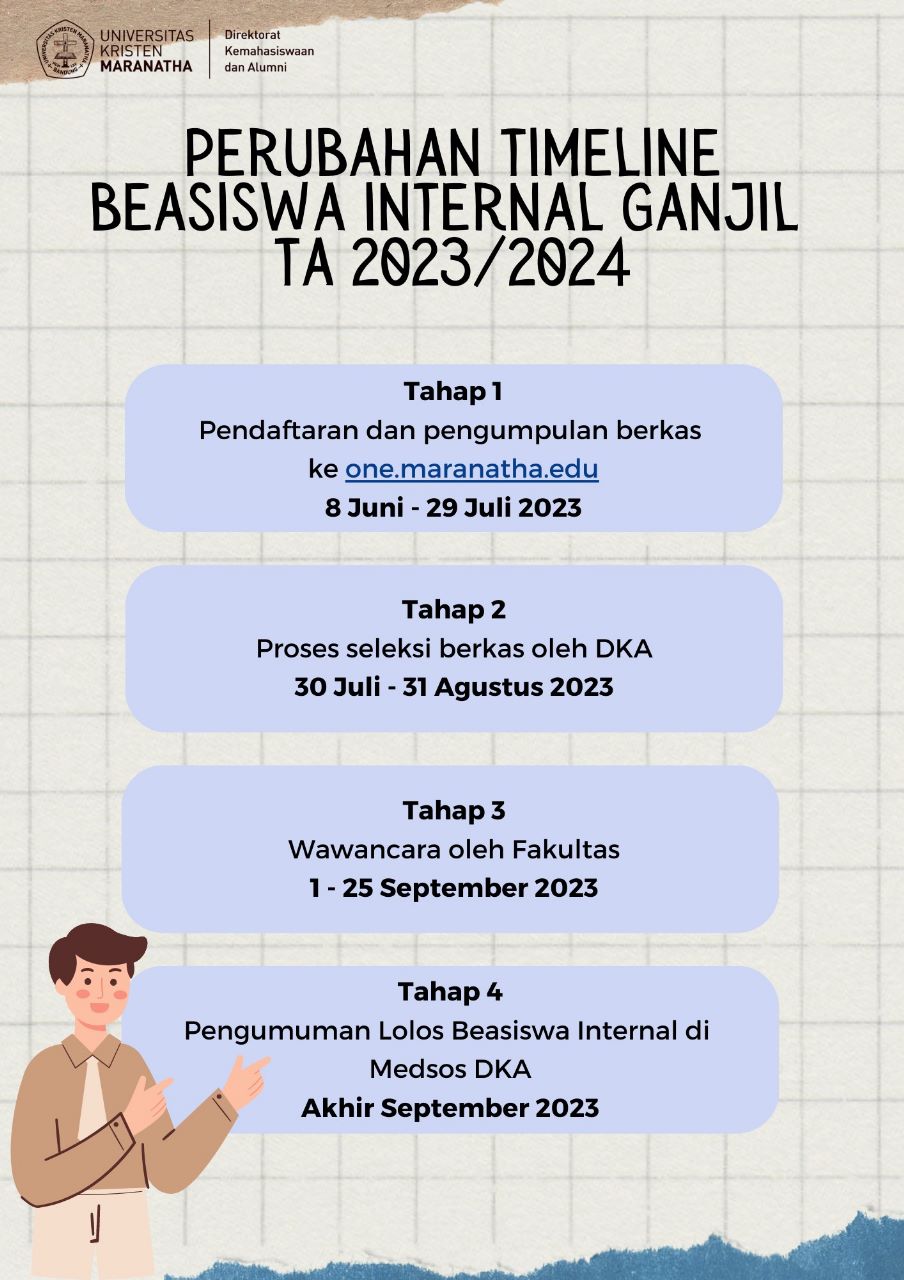 UNIVERSITAS
KRISTEN
MARANATHA
Direktorat
Kemahasiswaan
dan Alumni
PERUBAHAN TIMELINE
BEASISWA INTERNAL GANJIL
TA 2023/2024
Tahap 1
Pendaftaran dan pengumpulan berkas
ke one.maranatha.edu
8 Juni - 29 Juli 2023
Tahap 2
Proses seleksi berkas oleh DKA
30 Juli - 31 Agustus 2023
Tahap 3
Wawancara oleh Fakultas
1 - 25 September 2023
Tahap 4
Pengumuman Lolos Beasiswa Internal di
Medsos DKA
Akhir September 2023